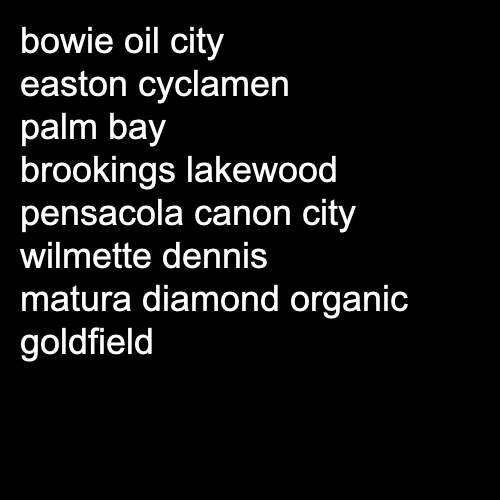 bowie oil city
easton cyclamen
palm bay
brookings lakewood
pensacola canon city
wilmette dennis
matura diamond organic
goldfield